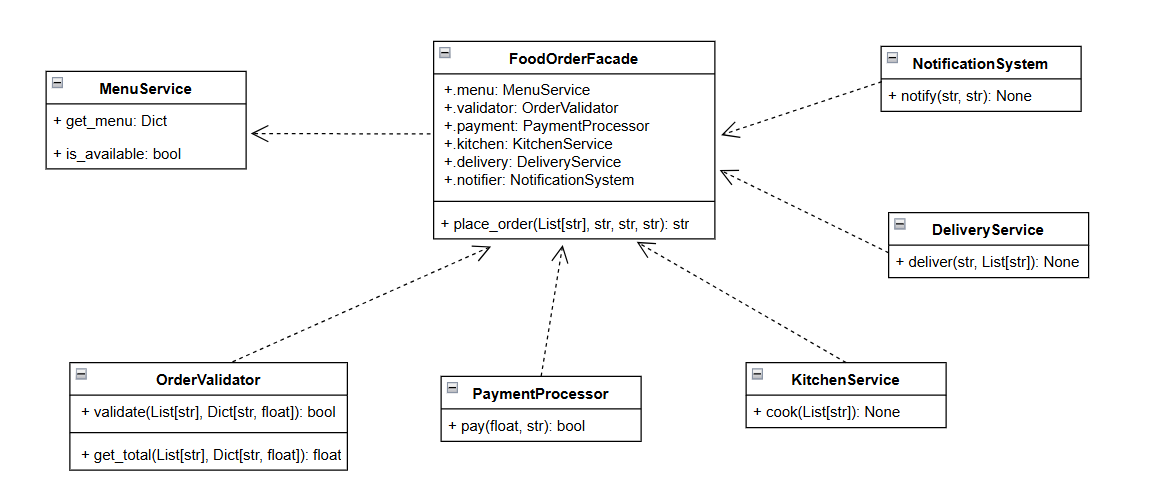 MenuService
+ get_menu: Dict
+ is_available: bool
FoodOrderFacade
+.menu: MenuService
+.validator: OrderValidator
+.payment: PaymentProcessor
+.kitchen: KitchenService
+.delivery: DeliveryService
+.notifier: NotificationSystem
+ place_order(List[str], str, str, str): str
NotificationSystem
+ notify(str, str): None
DeliveryService
+ deliver(str, List[str]): None
OrderValidator
+ validate(List[str], Dict[str, float]): bool
+ get_total(List[str], Dict[str, float]): float
PaymentProcessor
+ pay(float, str): bool
KitchenService
+ cook(List[str]): None